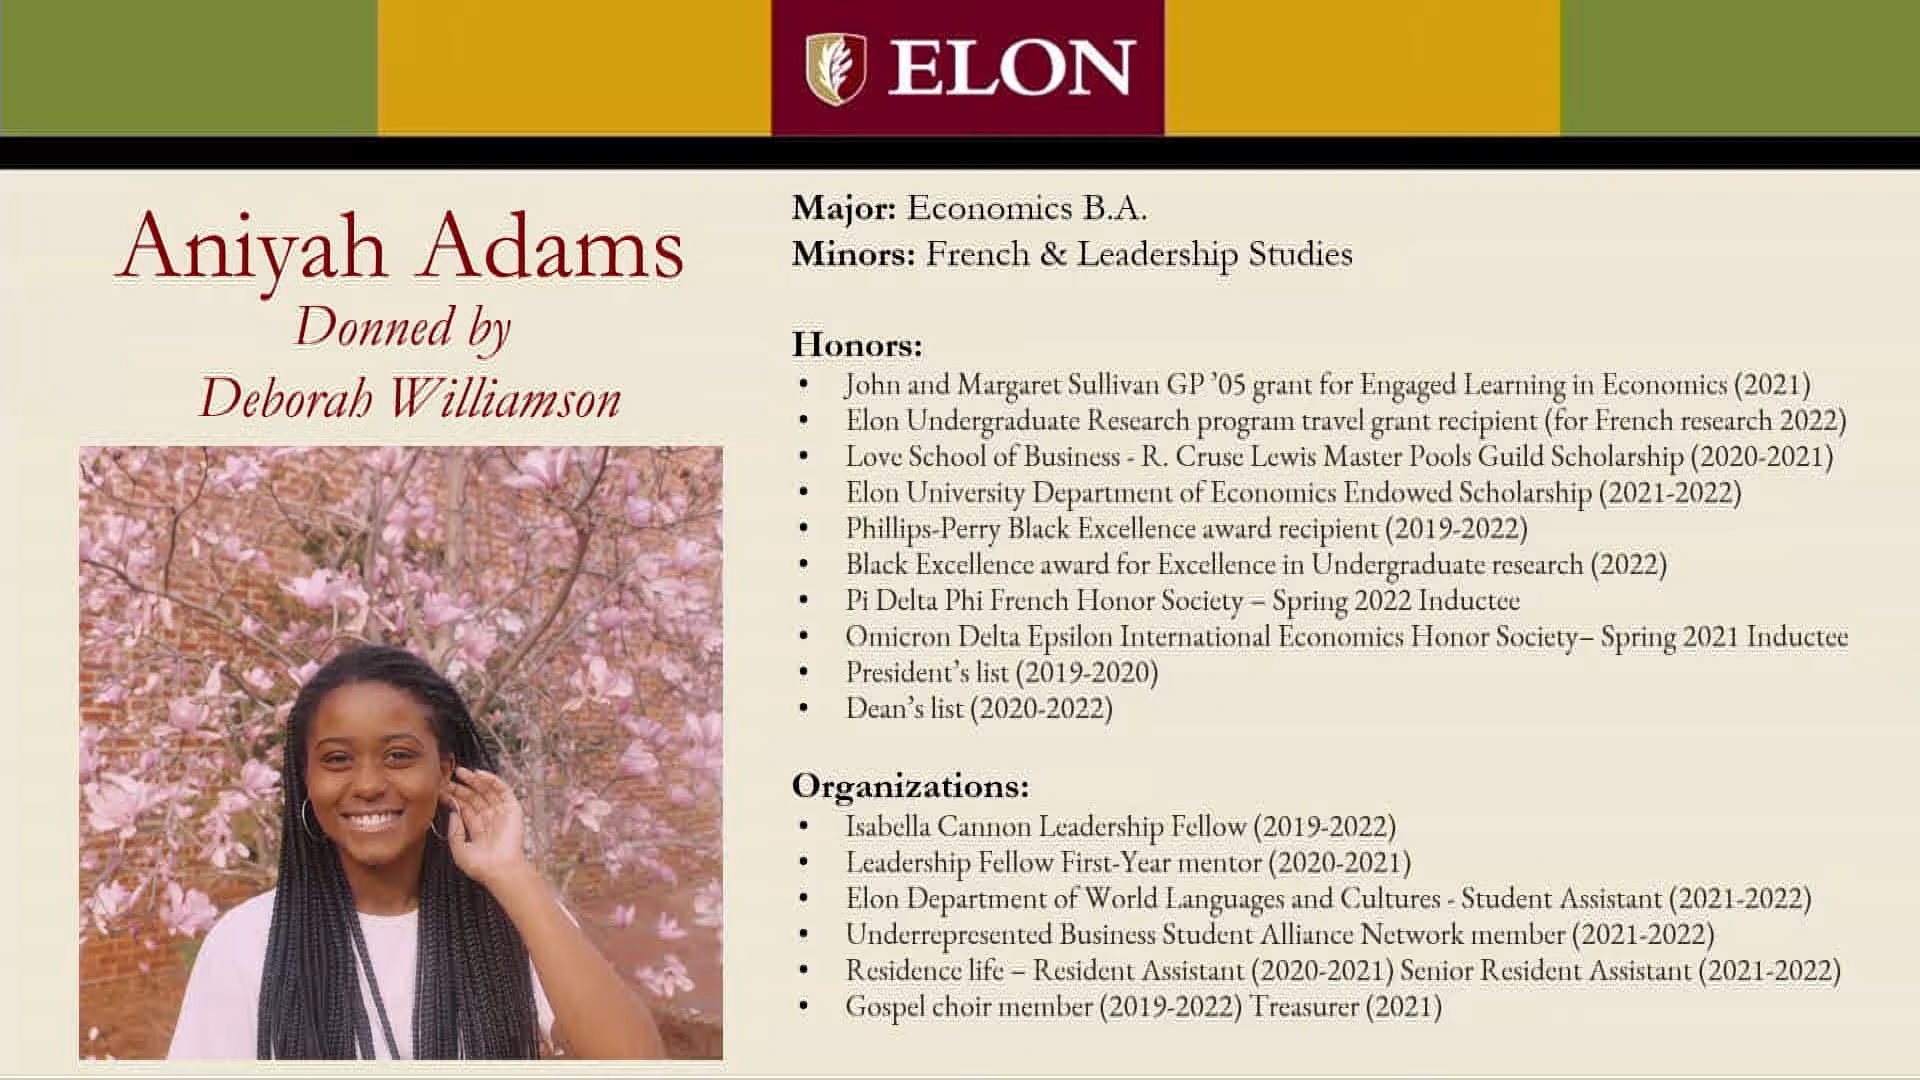 ELON
Aniyah Adams
Donned by
Deborah Williamson
Major: Economics B.A.
Minors: French & Leadership Studies
Honors:
• John and Margaret Sullivan GP ’05 grant for Engaged Learning in Economics (2021)
• Elon Undergraduate Research program travel grant recipient (for French research 2022)
• Love School of Business - R. Cruse Lewis Master Pools Guild Scholarship (2020-2021)
• Elon University Department of Economics Endowed Scholarship (2021-2022)
• Phillips-Perry Black Excellence award recipient (2019-2022)
• Black Excellence award for Excellence in Undergraduate research (2022)
• Pi Delta Phi French Honor Society – Spring 2022 Inductee
• Omicron Delta Epsilon International Economics Honor Society– Spring 2021 Inductee
• President’s list (2019-2020)
• Dean’s list (2020-2022)
Organizations:
• Isabella Cannon Leadership Fellow (2019-2022)
• Leadership Fellow First-Year mentor (2020-2021)
• Elon Department of World Languages and Cultures - Student Assistant (2021-2022)
• Underrepresented Business Student Alliance Network member (2021-2022)
• Residence life – Resident Assistant (2020-2021) Senior Resident Assistant (2021-2022)
• Gospel choir member (2019-2022) Treasurer (2021)